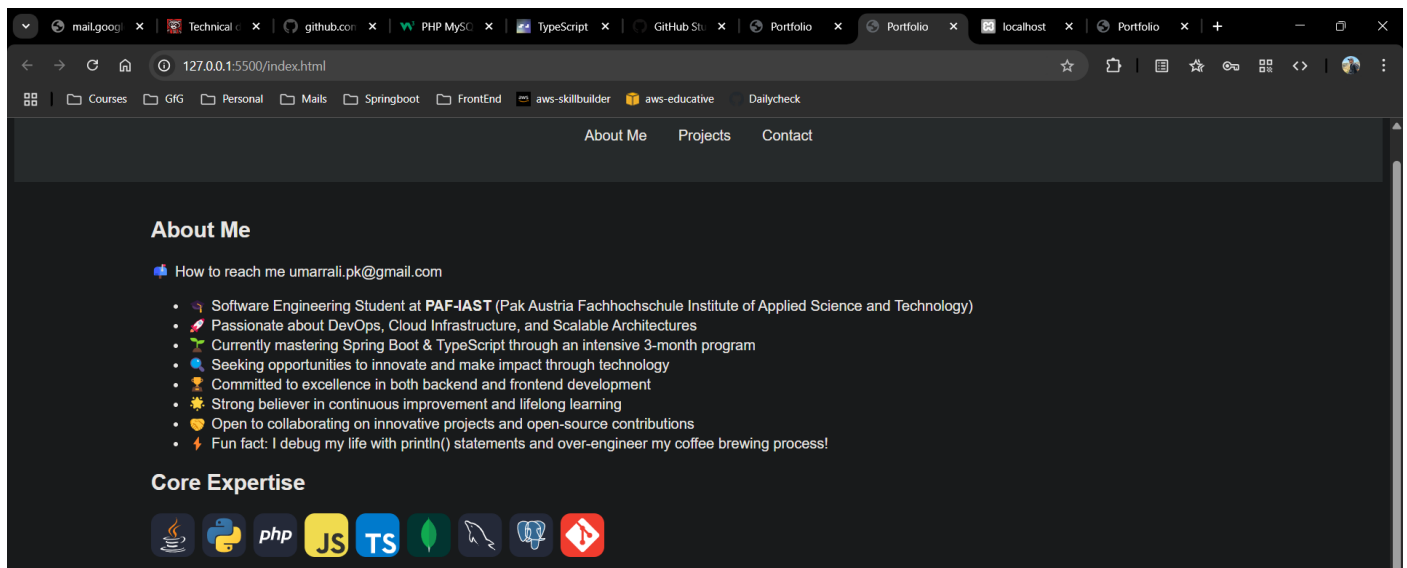 mail.googl
Technical d
github.com
PHP MySQ
TypeScript
GitHub Stu
Portfolio
Portfolio
localhost
Portfolio
127.0.0.1:5500/index.html
Courses
GfG
Personal
Mails
Springboot
FrontEnd
aws
aws-skillbuilder
aws-educative
Dailycheck
About Me Projects Contact
About Me
How to reach me umarrali.pk@gmail.com
Software Engineering Student at PAF-IAST (Pak Austria Fachhochschule Institute of Applied Science and Technology)
Passionate about DevOps, Cloud Infrastructure, and Scalable Architectures
Currently mastering Spring Boot & TypeScript through an intensive 3-month program
Seeking opportunities to innovate and make impact through technology
Committed to excellence in both backend and frontend development
Strong believer in continuous improvement and lifelong learning
Open to collaborating on innovative projects and open-source contributions
Fun fact: I debug my life with println() statements and over-engineer my coffee brewing process!
Core Expertise
php JS TS